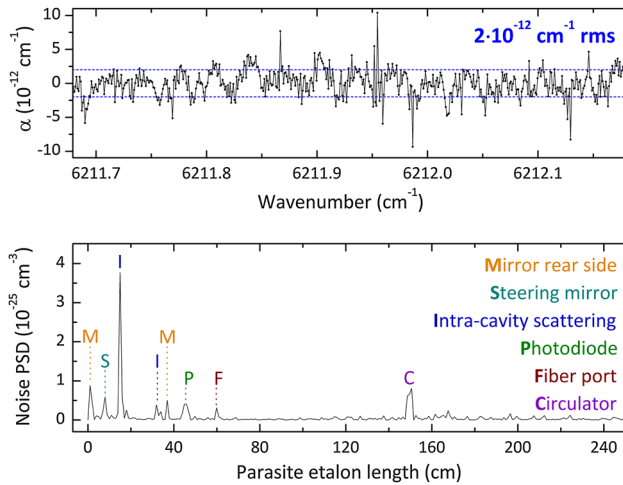 2·10⁻¹² cm⁻¹ rms
α (10⁻¹² cm⁻¹)
10
5
0
-5
-10
6211.7 6211.8 6211.9 6212.0 6212.1
Wavenumber (cm⁻¹)
Noise PSD (10⁻²⁵ cm⁻³)
4
3
2
1
0
I
M
S
I
M
P
F
C
Mirror rear side
Steering mirror
Intra-cavity scattering
Photodiode
Fiber port
Circulator
0 40 80 120 160 200 240
Parasite etalon length (cm)